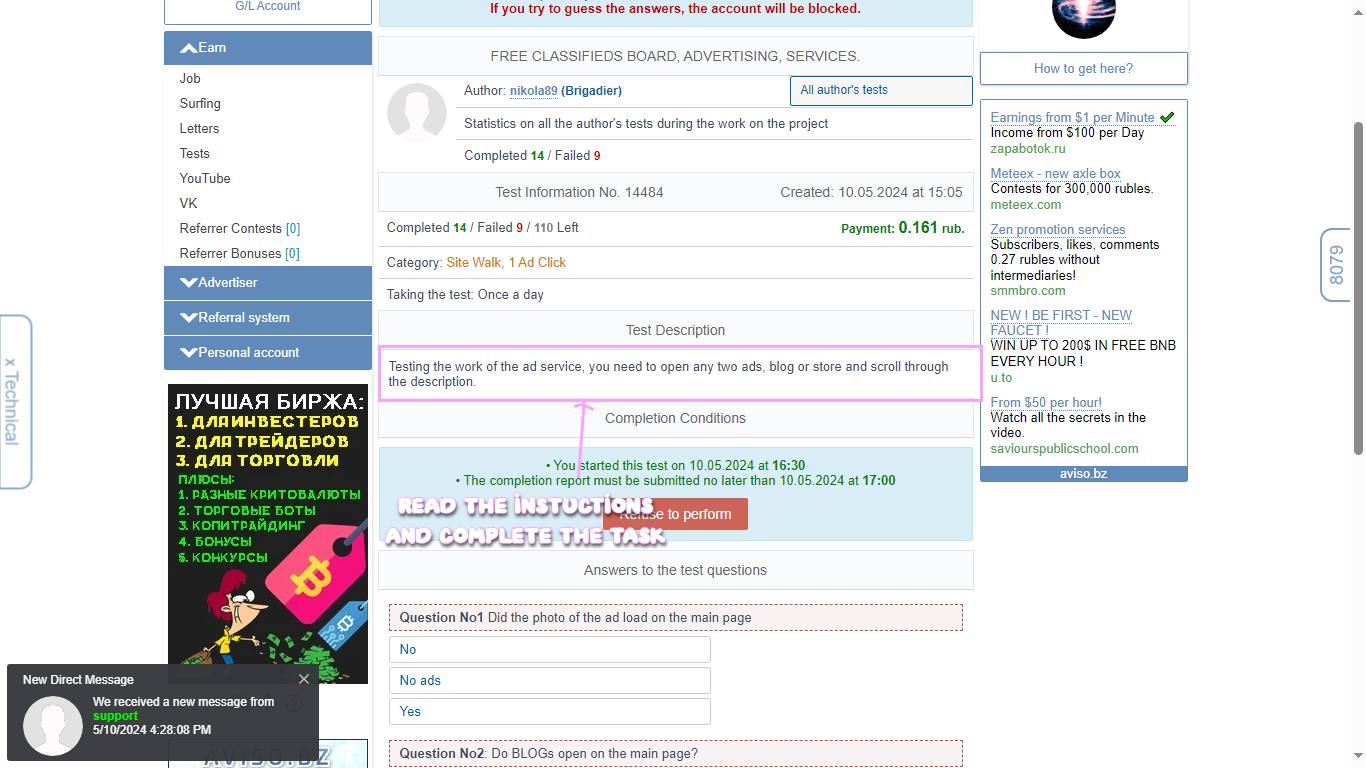 G/L Account
Earn
Job
Surfing
Letters
Tests
YouTube
VK
Referrer Contests [0]
Referrer Bonuses [0]
Advertiser
Referral system
Personal account
ЛУЧШАЯ БИРЖА:
1. ДЛЯ ИНВЕСТЕРОВ
2. ДЛЯ ТРЕЙДЕРОВ
3. ДЛЯ ТОРГОВЛИ
ПЛЮСЫ:
1. РАЗНЫЕ КРИТОВАЛЮТЫ
2. ТОРГОВЫЕ БОТЫ
3. КОПИТРАЙДИНГ
4. БОНУСЫ
5. КОНКУРСЫ
x Technical
New Direct Message
We received a new message from
support
5/10/2024 4:28:08 PM
AVISO.BZ
If you try to guess the answers, the account will be blocked.
FREE CLASSIFIEDS BOARD, ADVERTISING, SERVICES.
Author: nikola89 (Brigadier)
All author's tests
Statistics on all the author's tests during the work on the project
Completed 14 / Failed 9
Test Information No. 14484
Created: 10.05.2024 at 15:05
Completed 14 / Failed 9 / 110 Left
Payment: 0.161 rub.
Category: Site Walk, 1 Ad Click
Taking the test: Once a day
Test Description
Testing the work of the ad service, you need to open any two ads, blog or store and scroll through
the description.
Completion Conditions
• You started this test on 10.05.2024 at 16:30
• The completion report must be submitted no later than 10.05.2024 at 17:00
Refuse to perform
READ THE INSTUCTIONS
AND COMPLETE THE TASK
Answers to the test questions
Question No1 Did the photo of the ad load on the main page
No
No ads
Yes
Question No2: Do BLOGs open on the main page?
How to get here?
Earnings from $1 per Minute
Income from $100 per Day
zapabotok.ru
Meteex - new axle box
Contests for 300,000 rubles.
meteex.com
Zen promotion services
Subscribers, likes, comments
0.27 rubles without
intermediaries!
smmbro.com
NEW ! BE FIRST - NEW
FAUCET !
WIN UP TO 200$ IN FREE BNB
EVERY HOUR !
u.to
From $50 per hour!
Watch all the secrets in the
video.
saviourspublicschool.com
aviso.bz
8079